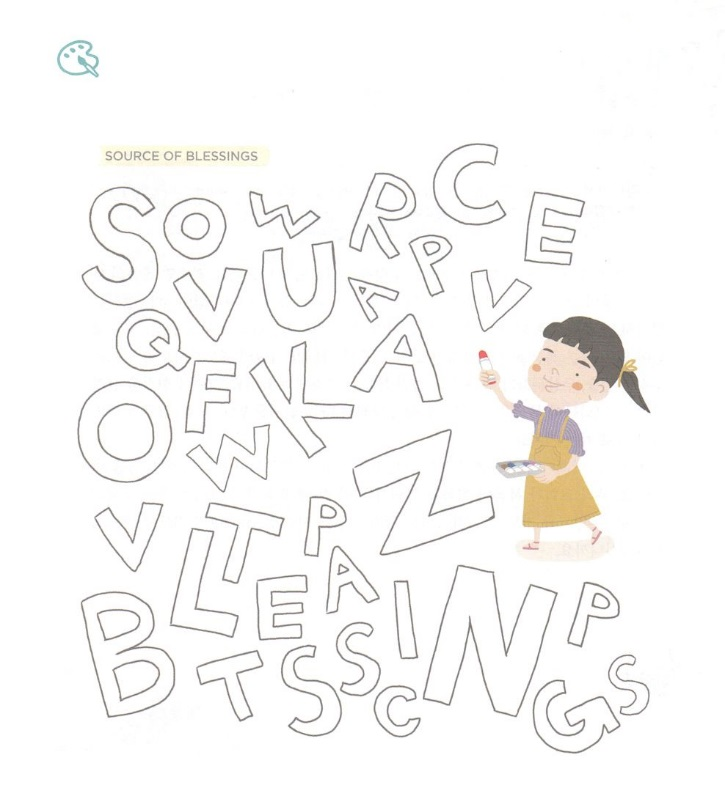 SOURCE OF BLESSINGS
S O W R C E
V U A P V
Q F K A
O W Z
V L T P
B E A I N P
T S S C G S